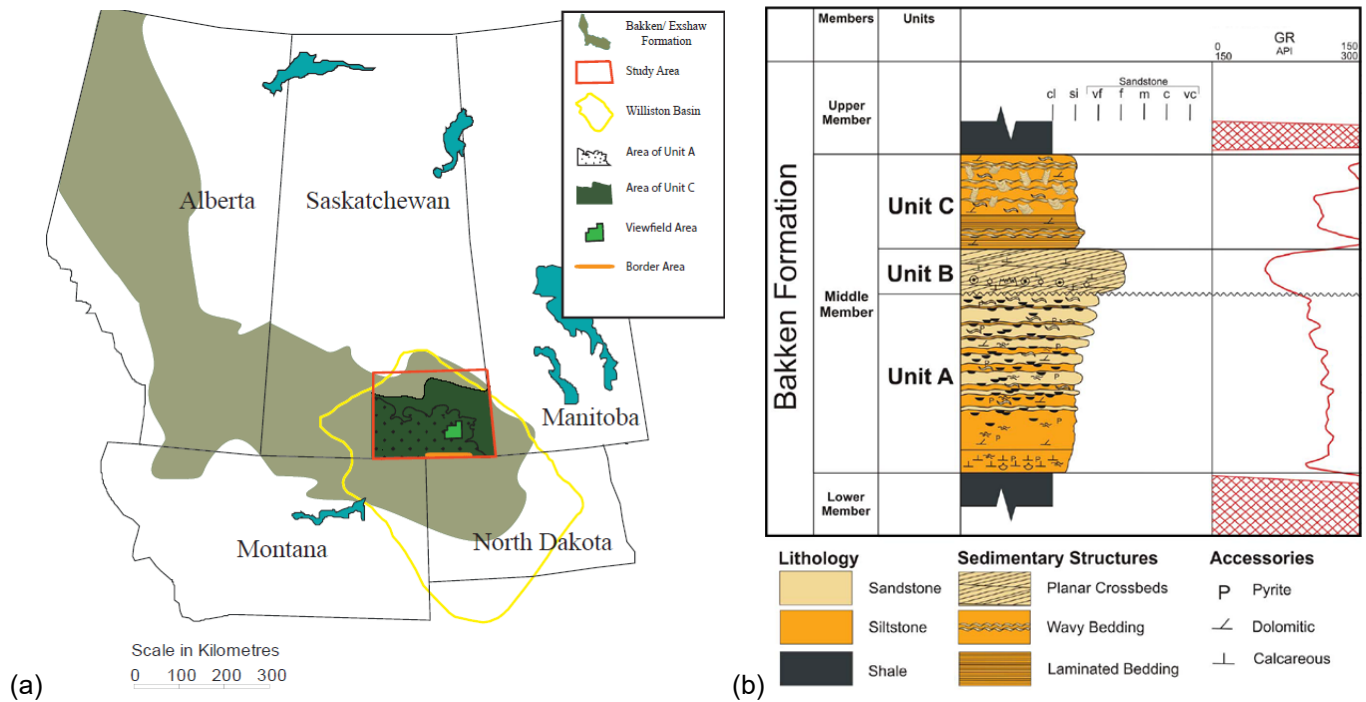 Bakken/ Exshaw
Formation
Study Area
Williston Basin
Area of Unit A
Area of Unit C
Viewfield Area
Border Area
Alberta
Saskatchewan
Manitoba
Montana
North Dakota
Scale in Kilometres
0 100 200 300
(a)
Members
Units
GR
API
0
150
150
300
Sandstone
cl si vf f m c vc
Bakken Formation
Upper
Member
Middle
Member
Lower
Member
Unit C
Unit B
Unit A
P
P
P
P
P
P
P
P
Lithology
Sandstone
Siltstone
Shale
Sedimentary Structures
Planar Crossbeds
Wavy Bedding
Laminated Bedding
Accessories
P Pyrite
Dolomitic
Calcareous
(b)